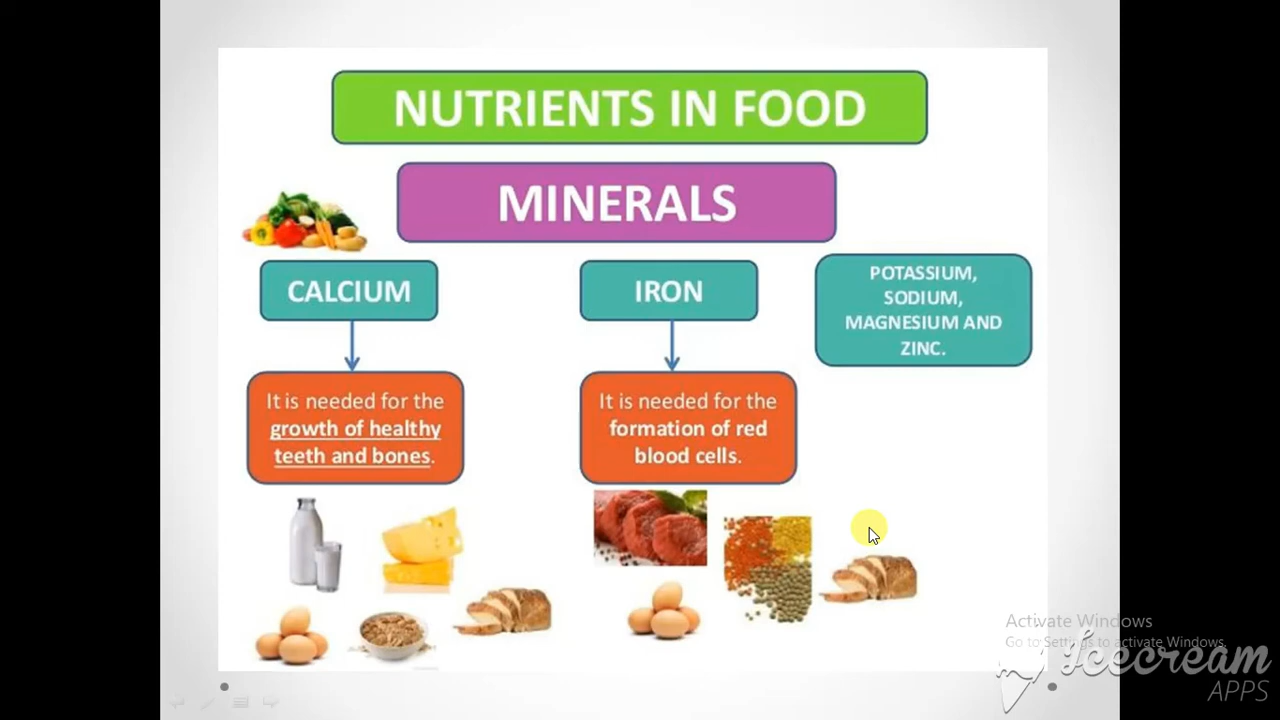 NUTRIENTS IN FOOD
MINERALS
CALCIUM
IRON
POTASSIUM,
SODIUM,
MAGNESIUM AND
ZINC.
It is needed for the
growth of healthy
teeth and bones.
It is needed for the
formation of red
blood cells.
Activate Windows
Go to Settings to activate Windows.
Icecream
APPS